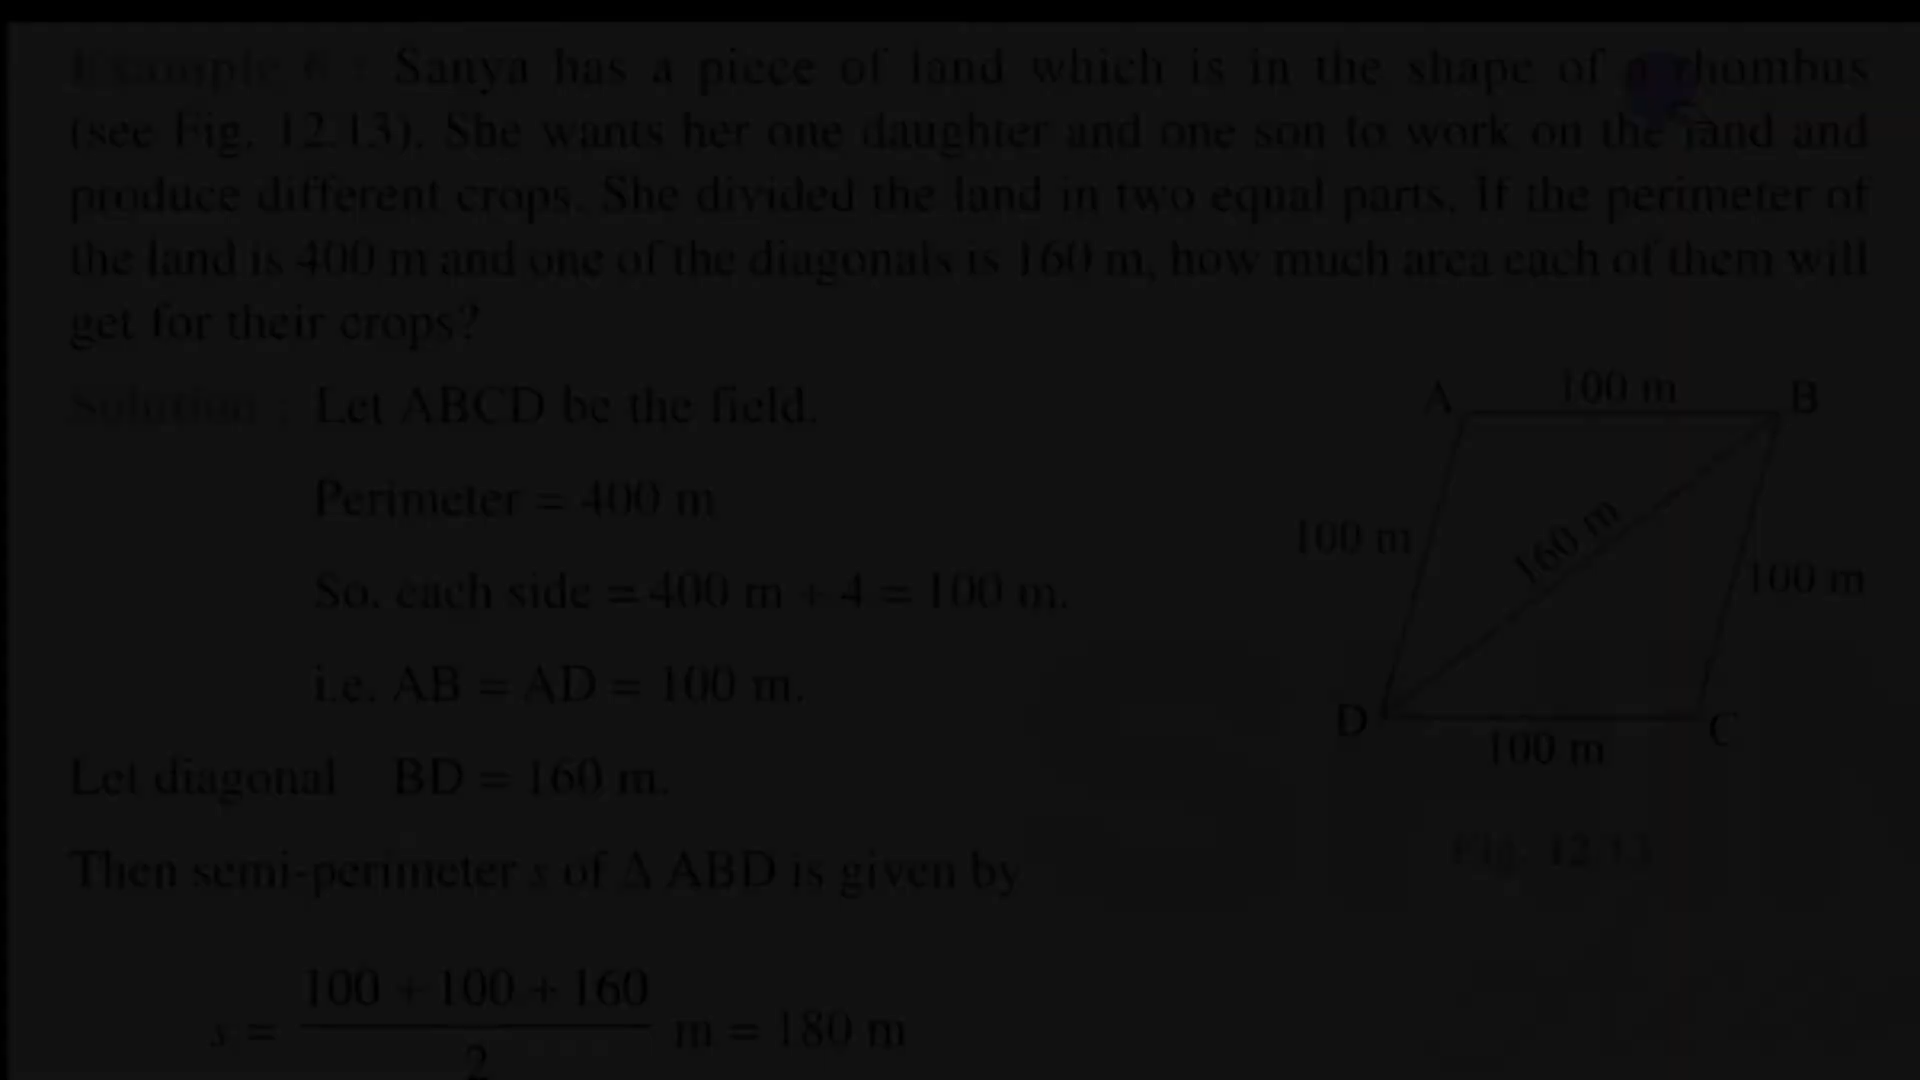 Example 6 : Sanya has a piece of land which is in the shape of a rhombus
(see Fig. 12.13). She wants her one daughter and one son to work on the land and
produce different crops. She divided the land in two equal parts. If the perimeter of
the land is 400 m and one of the diagonals is 160 m, how much area each of them will
get for their crops?
Solution : Let ABCD be the field.
Perimeter = 400 m
So, each side = 400 m ÷ 4 = 100 m.
i.e. AB = AD = 100 m.
Let diagonal BD = 160 m.
Then semi-perimeter s of Δ ABD is given by
s = (100 + 100 + 160) / 2 m = 180 m
A 100 m B
100 m
160 m
100 m
D 100 m C
Fig. 12.13